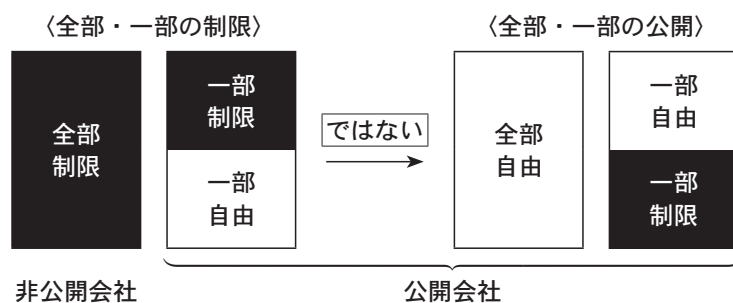 〈全部・一部の制限〉
〈全部・一部の公開〉
全部
制限
一部
制限
一部
自由
ではない
全部
自由
一部
自由
一部
制限
非公開会社
公開会社